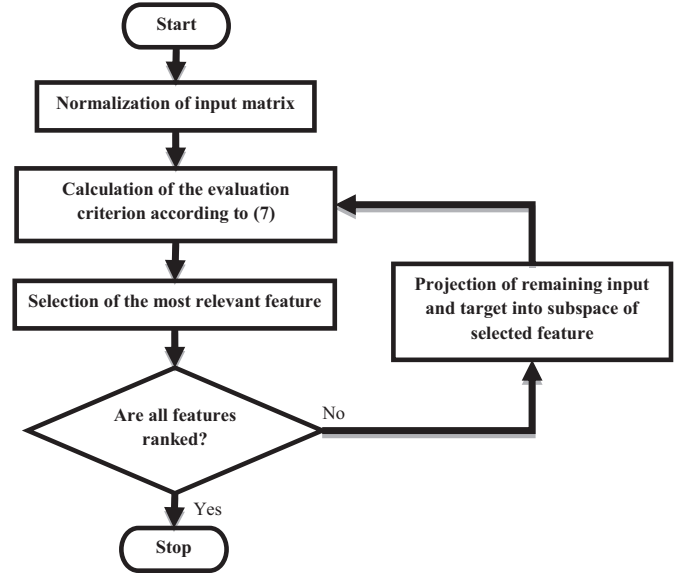 Start
Normalization of input matrix
Calculation of the evaluation
criterion according to (7)
Selection of the most relevant feature
Projection of remaining input
and target into subspace of
selected feature
Are all features
ranked?
No
Yes
Stop